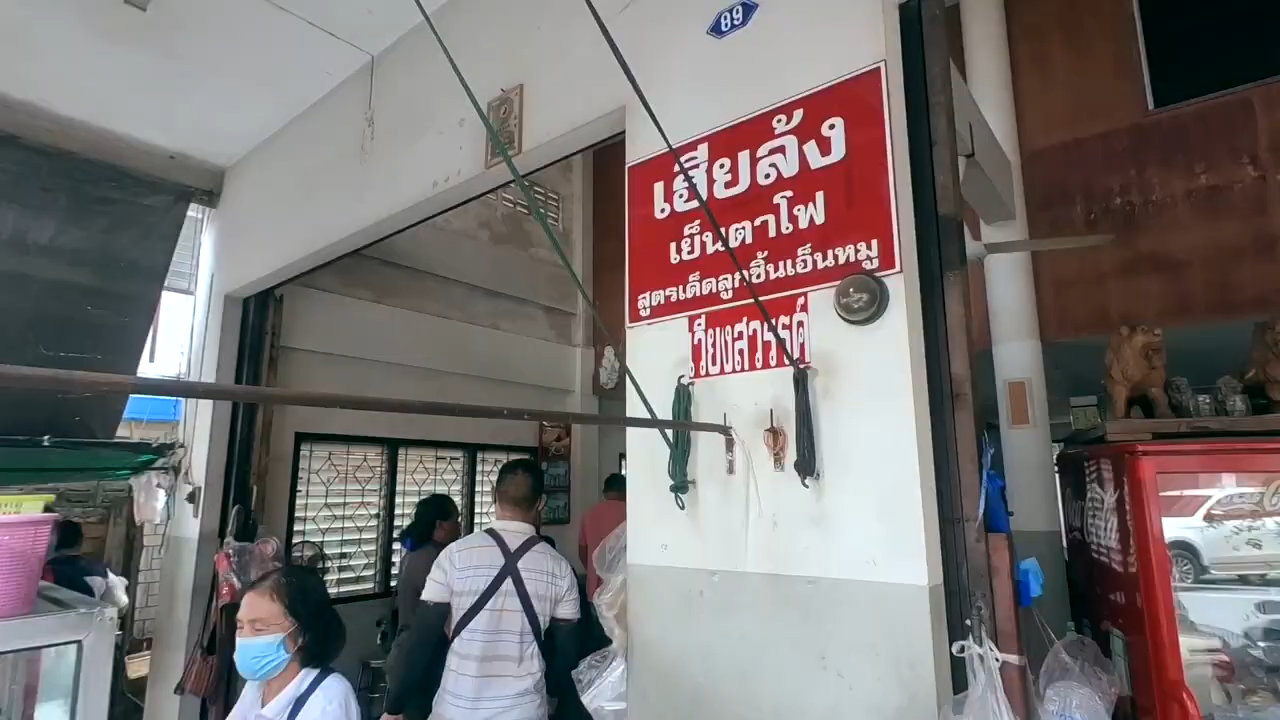 89
เฮียล้ง
เย็นตาโฟ
สูตรเด็ดลูกชิ้นเอ็นหมู
เวียงสวรรค์